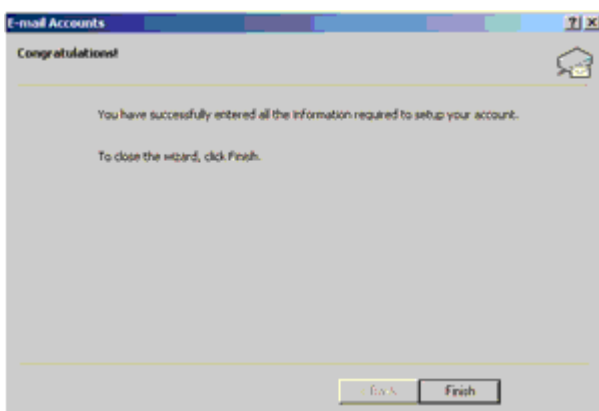 E-mail Accounts
Congratulations!
You have successfully entered all the information required to setup your account.
To close the wizard, click Finish.
< Back
Finish